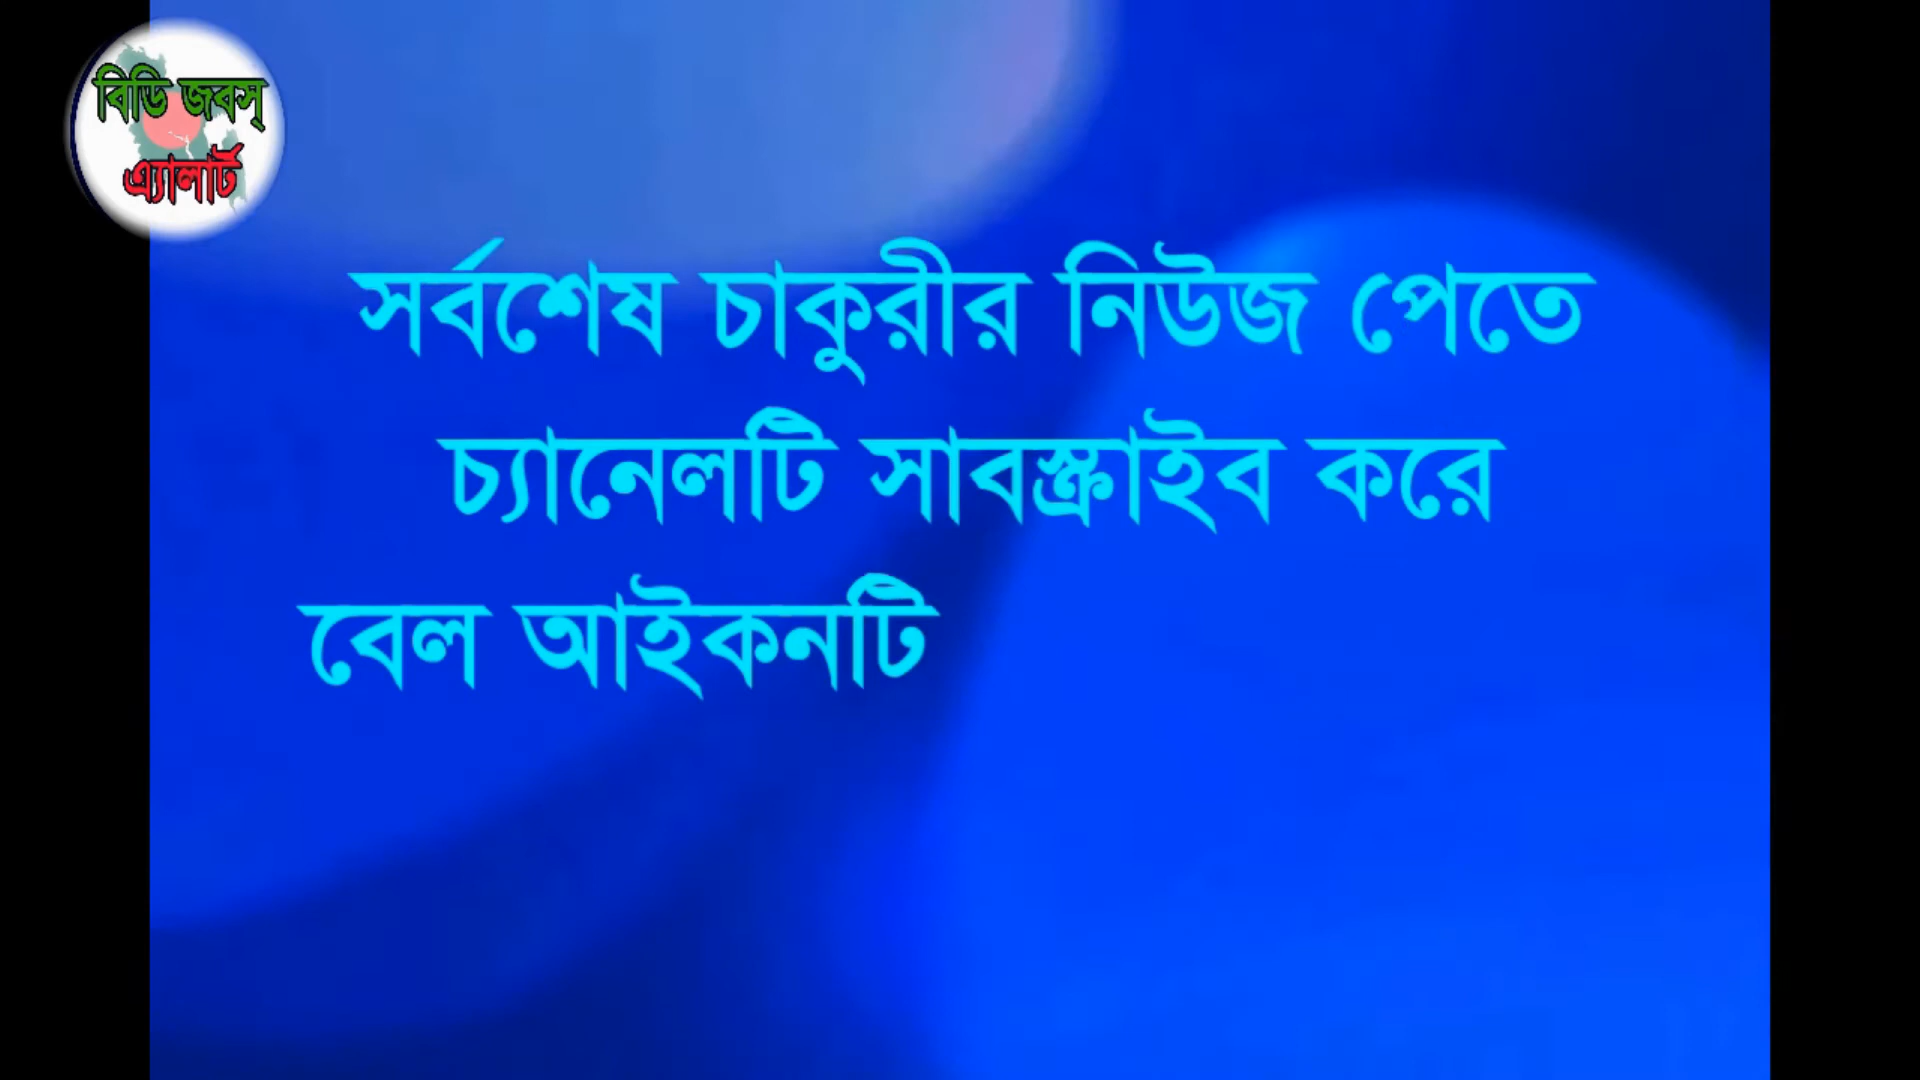 বিডি জবস্
এ্যালার্ট
সর্বশেষ চাকুরীর নিউজ পেতে
চ্যানেলটি সাবস্ক্রাইব করে
বেল আইকনটি